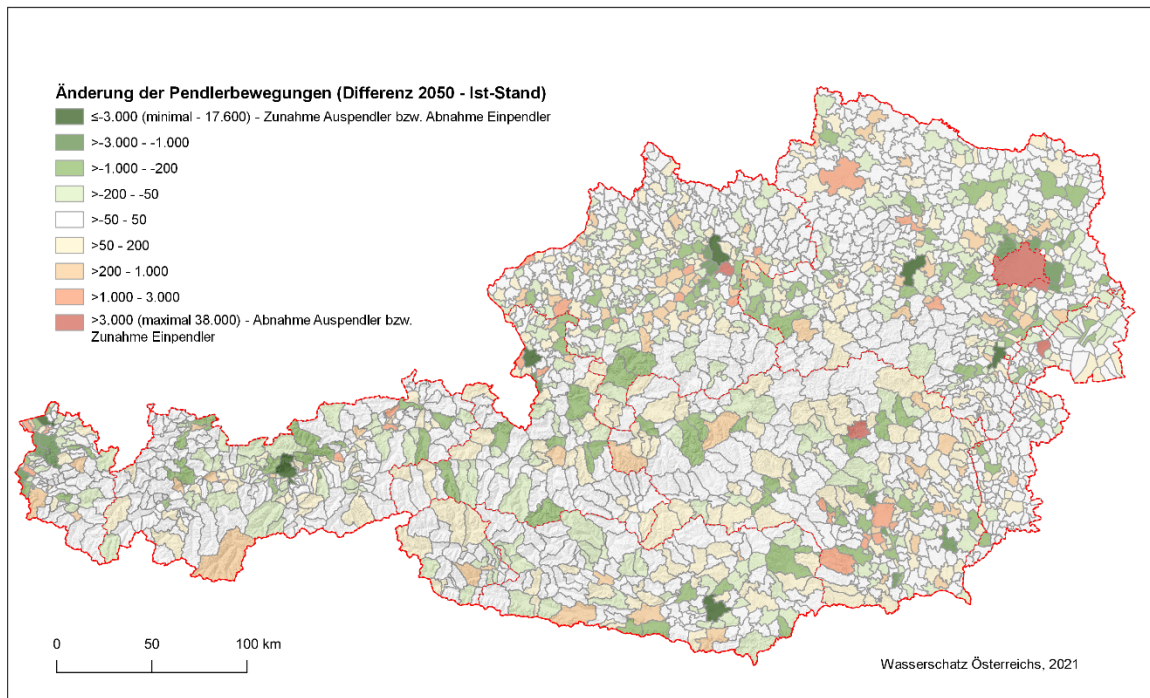 Änderung der Pendlerbewegungen (Differenz 2050 - Ist-Stand)
≤-3.000 (minimal - 17.600) - Zunahme Auspendler bzw. Abnahme Einpendler
>-3.000 - -1.000
>-1.000 - -200
>-200 - -50
>-50 - 50
>50 - 200
>200 - 1.000
>1.000 - 3.000
>3.000 (maximal 38.000) - Abnahme Auspendler bzw.
Zunahme Einpendler
0 50 100 km
Wasserschatz Österreichs, 2021